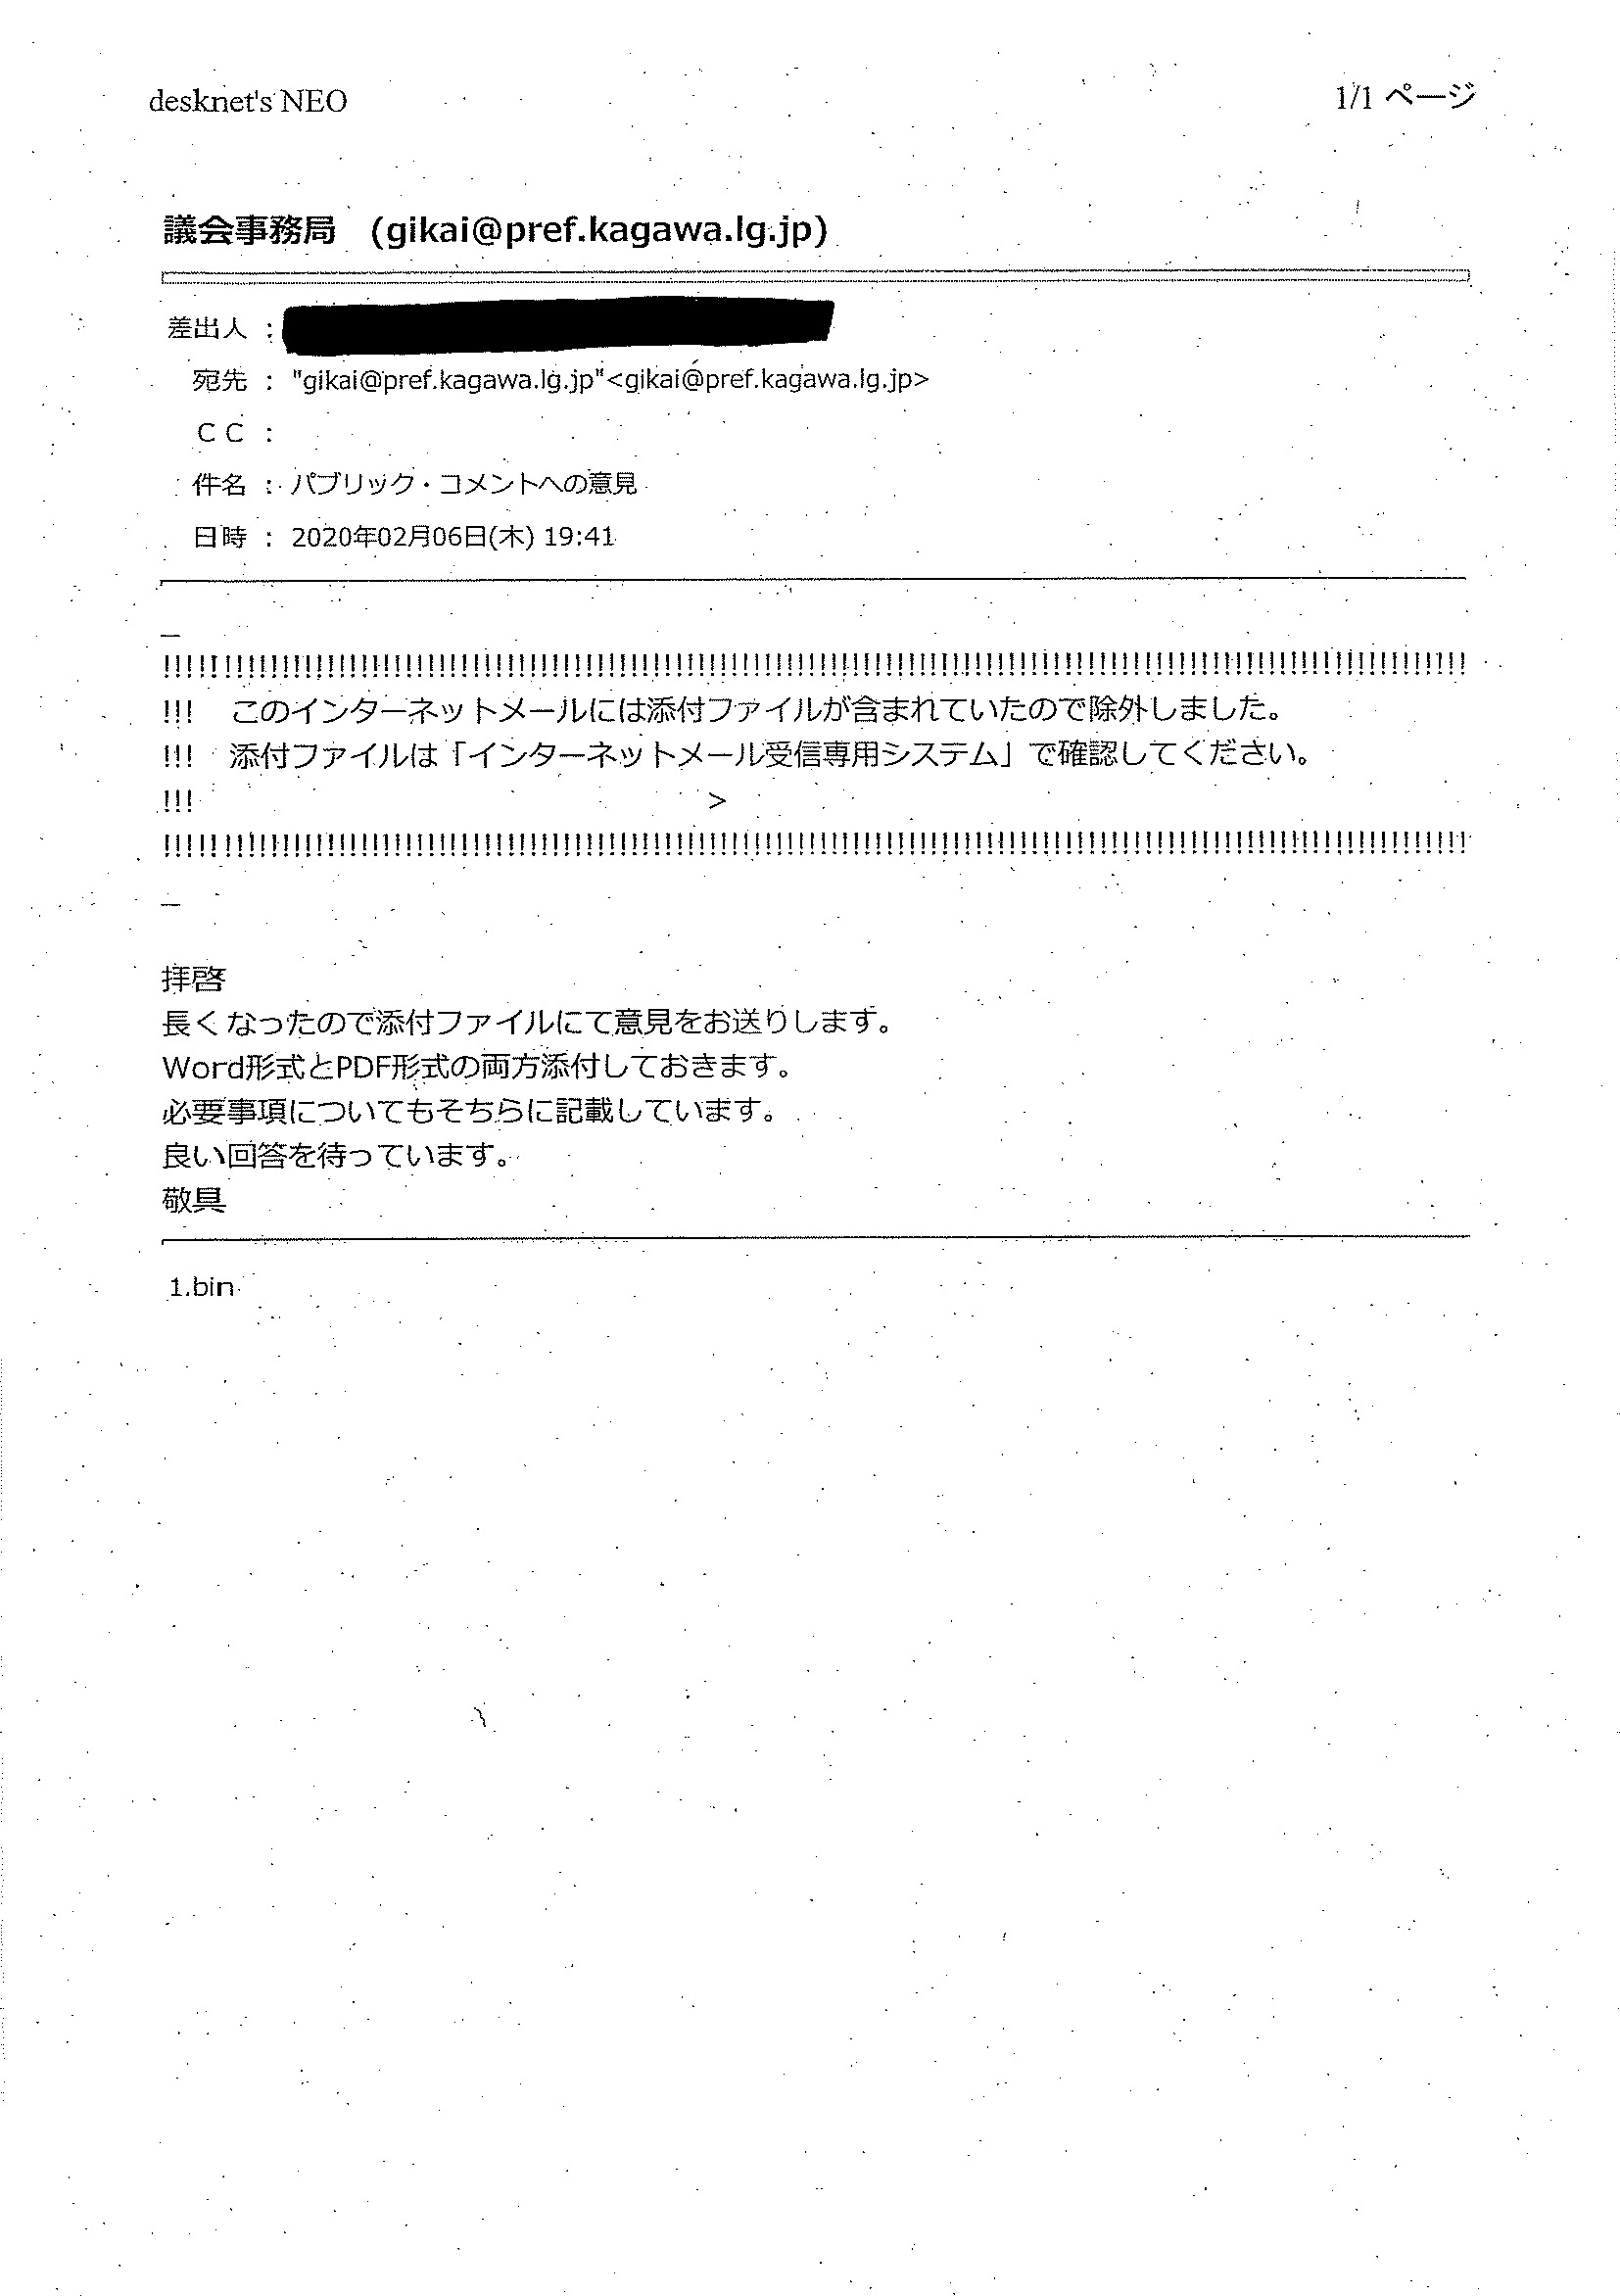 desknet's NEO
1/1 ページ
議会事務局 (gikai@pref.kagawa.lg.jp)
差出人 :
宛先 : "gikai@pref.kagawa.lg.jp"<gikai@pref.kagawa.lg.jp>
ＣＣ :
件名 : パブリック・コメントへの意見
日時 : 2020年02月06日(木) 19:41
!!!!!!!!!!!!!!!!!!!!!!!!!!!!!!!!!!!!!!!!!!!!!!!!!!!!!!!!!!!!!!!!!!!!!!!!!!!!!!!!!!!!!!!!!!!!!!!!!!!!!!!!!!!!!!!!
!!! このインターネットメールには添付ファイルが含まれていたので除外しました。
!!! 添付ファイルは「インターネットメール受信専用システム」で確認してください。
!!! >
!!!!!!!!!!!!!!!!!!!!!!!!!!!!!!!!!!!!!!!!!!!!!!!!!!!!!!!!!!!!!!!!!!!!!!!!!!!!!!!!!!!!!!!!!!!!!!!!!!!!!!!!!!!!!!!!
拝啓
長くなったので添付ファイルにて意見をお送りします。
Word形式とPDF形式の両方添付しておきます。
必要事項についてもそちらに記載しています。
良い回答を待っています。
敬具
1.bin